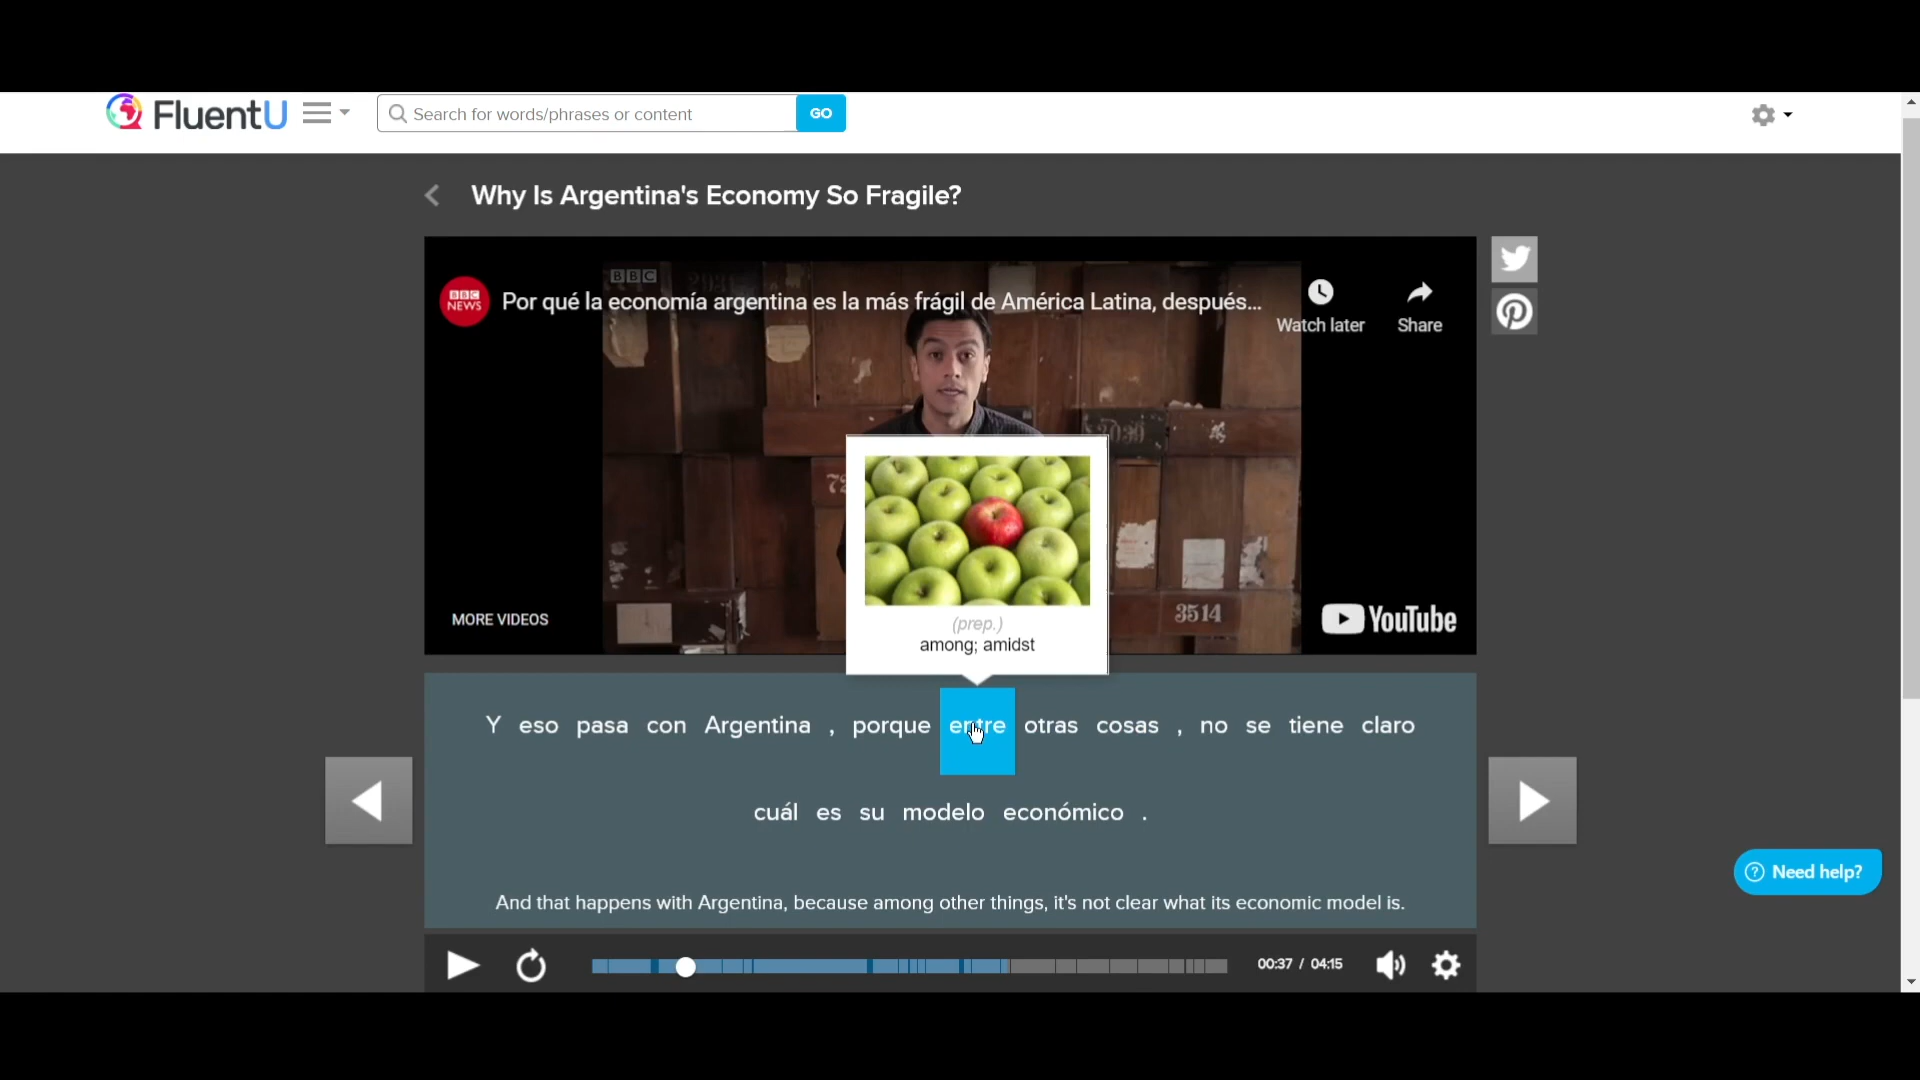 FluentU
Search for words/phrases or content
GO
Why Is Argentina's Economy So Fragile?
BBC
BBC
NEWS
Por qué la economía argentina es la más frágil de América Latina, después...
Watch later
Share
3514
MORE VIDEOS
YouTube
(prep.)
among; amidst
Y eso pasa con Argentina , porque entre otras cosas , no se tiene claro
cuál es su modelo económico .
Need help?
And that happens with Argentina, because among other things, it's not clear what its economic model is.
00:37 / 04:15